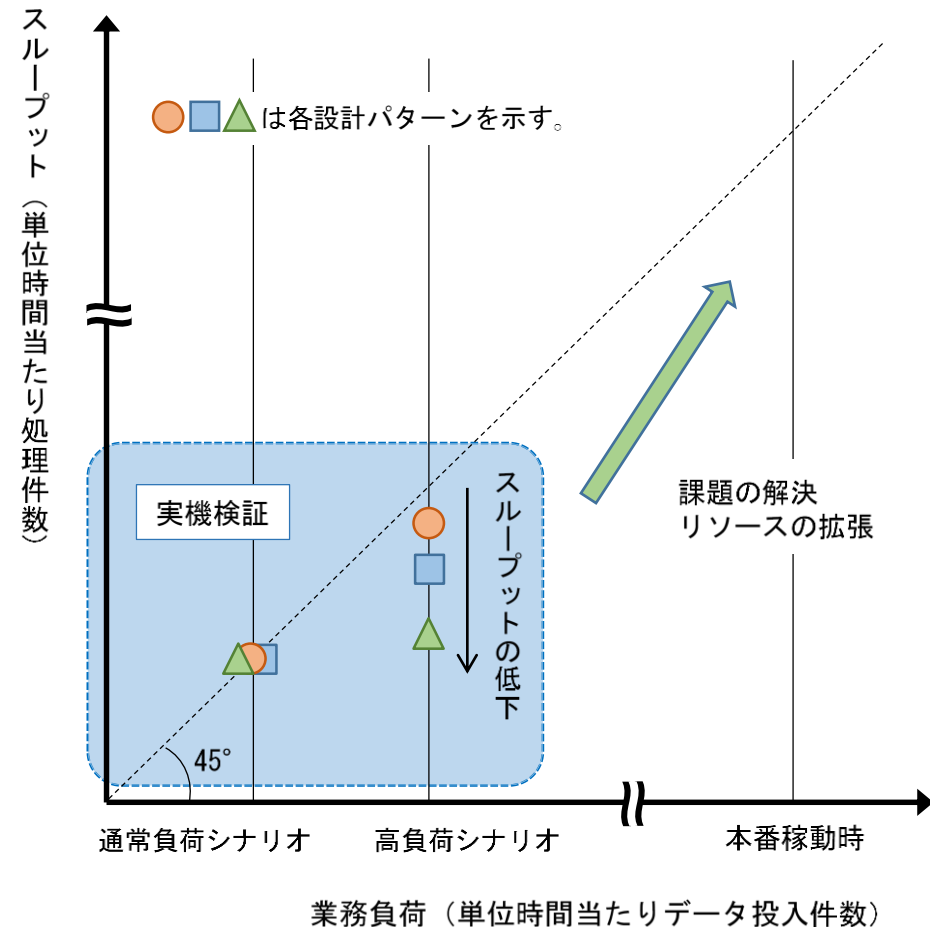 スループット（単位時間当たり処理件数）
は各設計パターンを示す。
実機検証
スループットの低下
課題の解決
リソースの拡張
45°
通常負荷シナリオ
高負荷シナリオ
本番稼動時
業務負荷（単位時間当たりデータ投入件数）